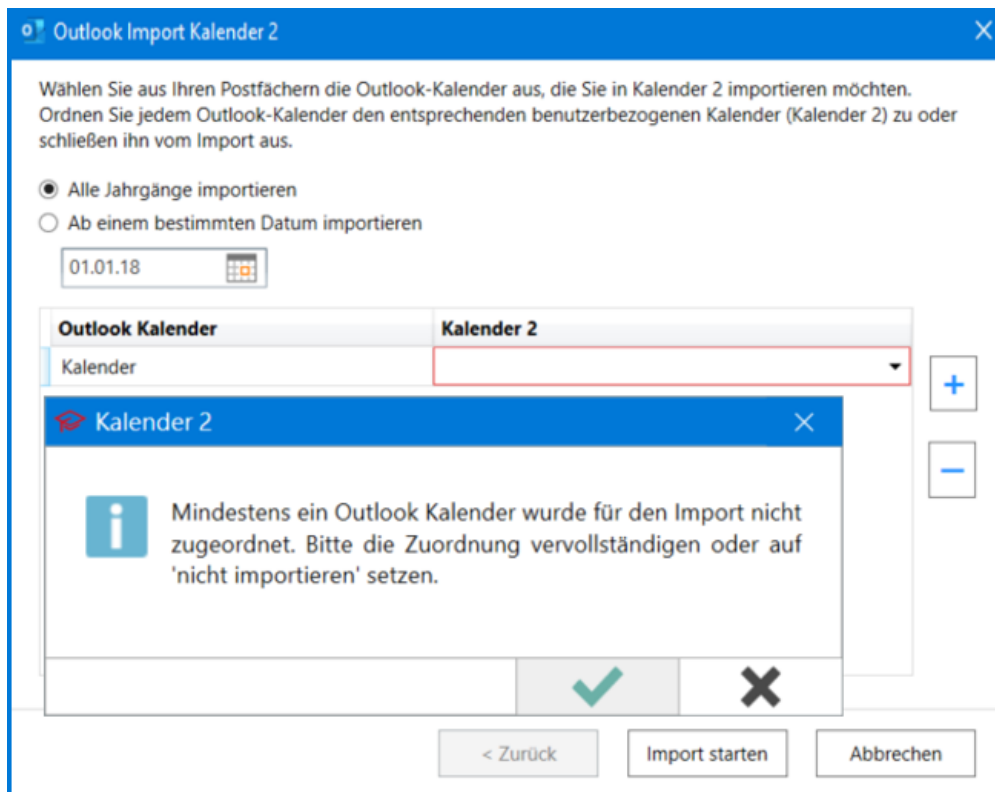 Outlook Import Kalender 2
Wählen Sie aus Ihren Postfächern die Outlook-Kalender aus, die Sie in Kalender 2 importieren möchten.
Ordnen Sie jedem Outlook-Kalender den entsprechenden benutzerbezogenen Kalender (Kalender 2) zu oder
schließen ihn vom Import aus.
Alle Jahrgänge importieren
Ab einem bestimmten Datum importieren
01.01.18
Outlook Kalender Kalender 2
Kalender
Kalender 2
Mindestens ein Outlook Kalender wurde für den Import nicht
zugeordnet. Bitte die Zuordnung vervollständigen oder auf
'nicht importieren' setzen.
< Zurück Import starten Abbrechen